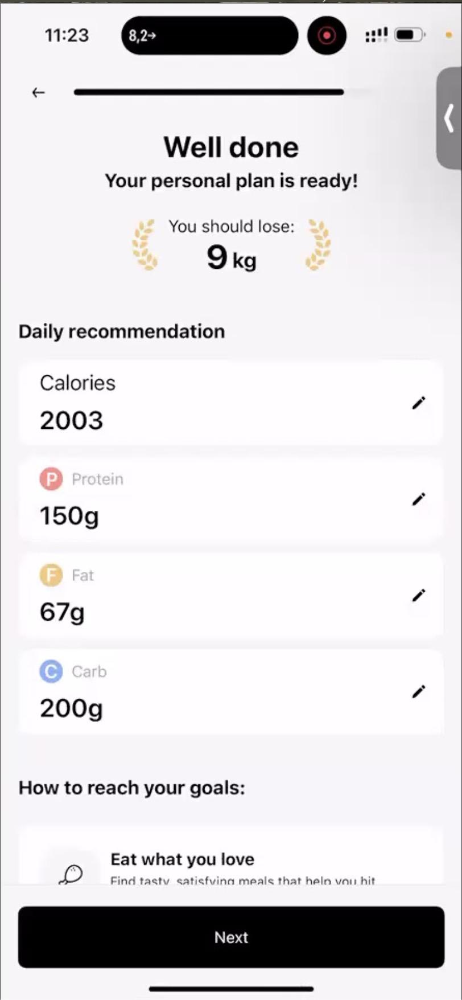 11:23
8,2→
Well done
Your personal plan is ready!
You should lose:
9 kg
Daily recommendation
Calories
2003
P Protein
150g
F Fat
67g
C Carb
200g
How to reach your goals:
Eat what you love
Find tasty, satisfying meals that help you hit
Next